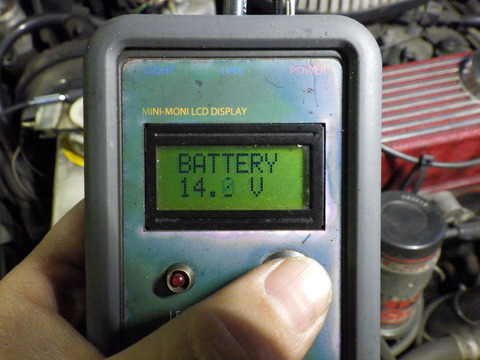 POWER
MINI-MONI LCD DISPLAY
BATTERY
14.0 V